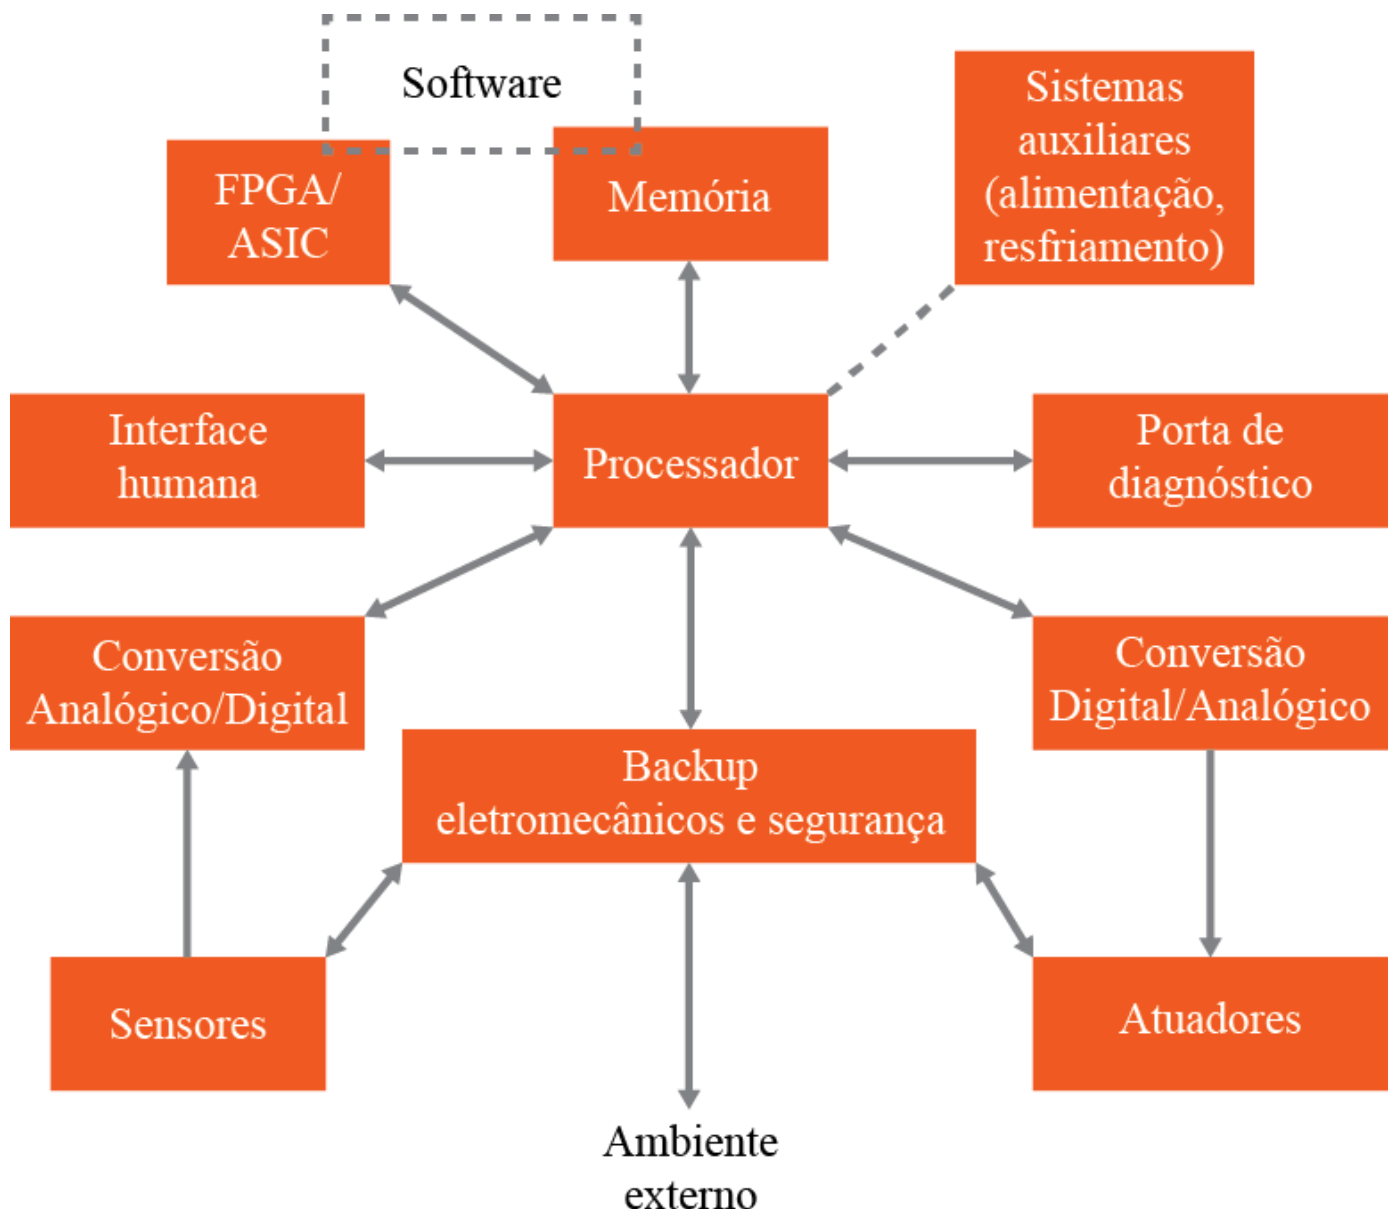 Software
Sistemas
auxiliares
(alimentação,
resfriamento)
FPGA/
ASIC
Memória
Interface
humana
Processador
Porta de
diagnóstico
Conversão
Analógico/Digital
Conversão
Digital/Analógico
Backup
eletromecânicos e segurança
Sensores
Atuadores
Ambiente
externo